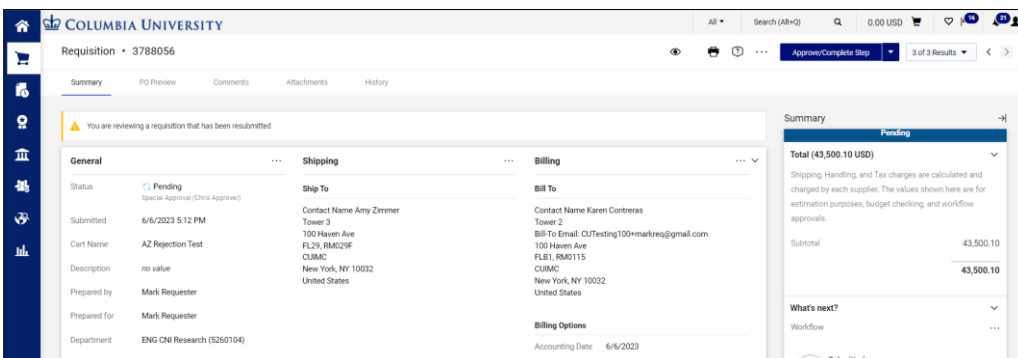 COLUMBIA UNIVERSITY
All
Search (Alt+Q)
0.00 USD
16
21
Requisition • 3788056
...
Approve/Complete Step
3 of 3 Results
Summary
PO Preview
Comments
Attachments
History
You are reviewing a requisition that has been resubmitted
General
...
Status
Pending
Special Approval (Chris Approver)
Submitted
6/6/2023 5:12 PM
Cart Name
AZ Rejection Test
Description
no value
Prepared by
Mark Requester
Prepared for
Mark Requester
Department
ENG CNI Research (5260104)
Shipping
...
Ship To
Contact Name Amy Zimmer
Tower 3
100 Haven Ave
FL29, RM029F
CUIMC
New York, NY 10032
United States
Billing
...
Bill To
Contact Name Karen Contreras
Tower 2
Bill-To Email: CUTesting100+markreq@gmail.com
100 Haven Ave
FLB1, RM0115
CUIMC
New York, NY 10032
United States
Billing Options
Accounting Date 6/6/2023
Summary
Pending
Total (43,500.10 USD)
Shipping, Handling, and Tax charges are calculated and
charged by each supplier. The values shown here are for
estimation purposes, budget checking, and workflow
approvals.
Subtotal
43,500.10
43,500.10
What's next?
Workflow
...